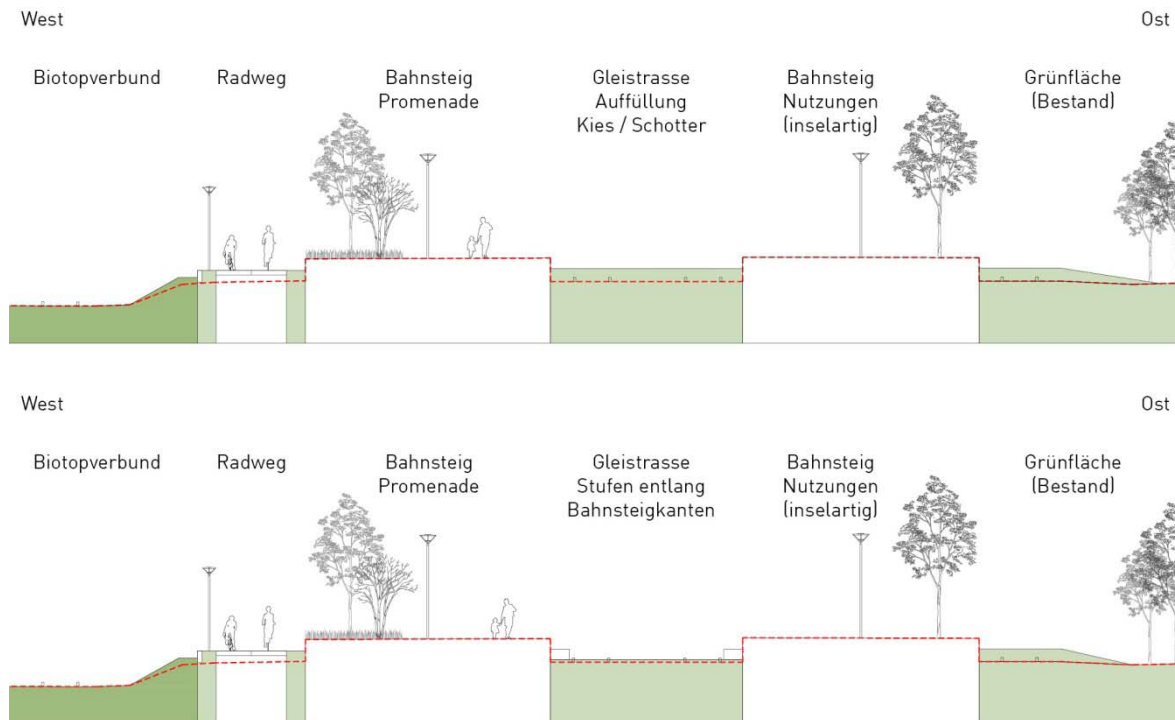 West
Ost
Biotopverbund
Radweg
Bahnsteig
Promenade
Gleistrasse
Auffüllung
Kies / Schotter
Bahnsteig
Nutzungen
(inselartig)
Grünfläche
(Bestand)
West
Ost
Biotopverbund
Radweg
Bahnsteig
Promenade
Gleistrasse
Stufen entlang
Bahnsteigkanten
Bahnsteig
Nutzungen
(inselartig)
Grünfläche
(Bestand)